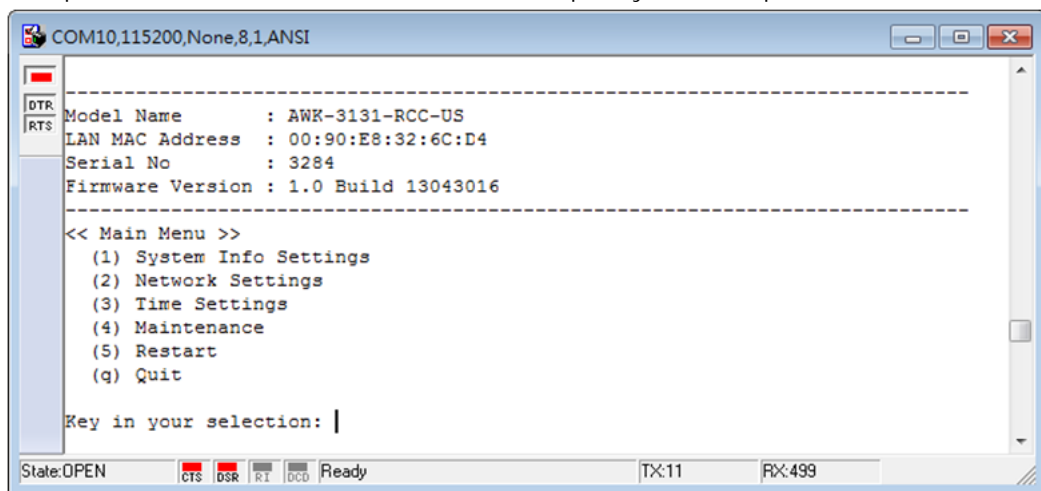 COM10,115200,None,8,1,ANSI
DTR
RTS
--------------------------------------------------------------------------
Model Name : AWK-3131-RCC-US
LAN MAC Address : 00:90:E8:32:6C:D4
Serial No : 3284
Firmware Version : 1.0 Build 13043016
--------------------------------------------------------------------------
<< Main Menu >>
(1) System Info Settings
(2) Network Settings
(3) Time Settings
(4) Maintenance
(5) Restart
(q) Quit
Key in your selection:
State:OPEN CTS DSR RI DCD Ready TX:11 RX:499